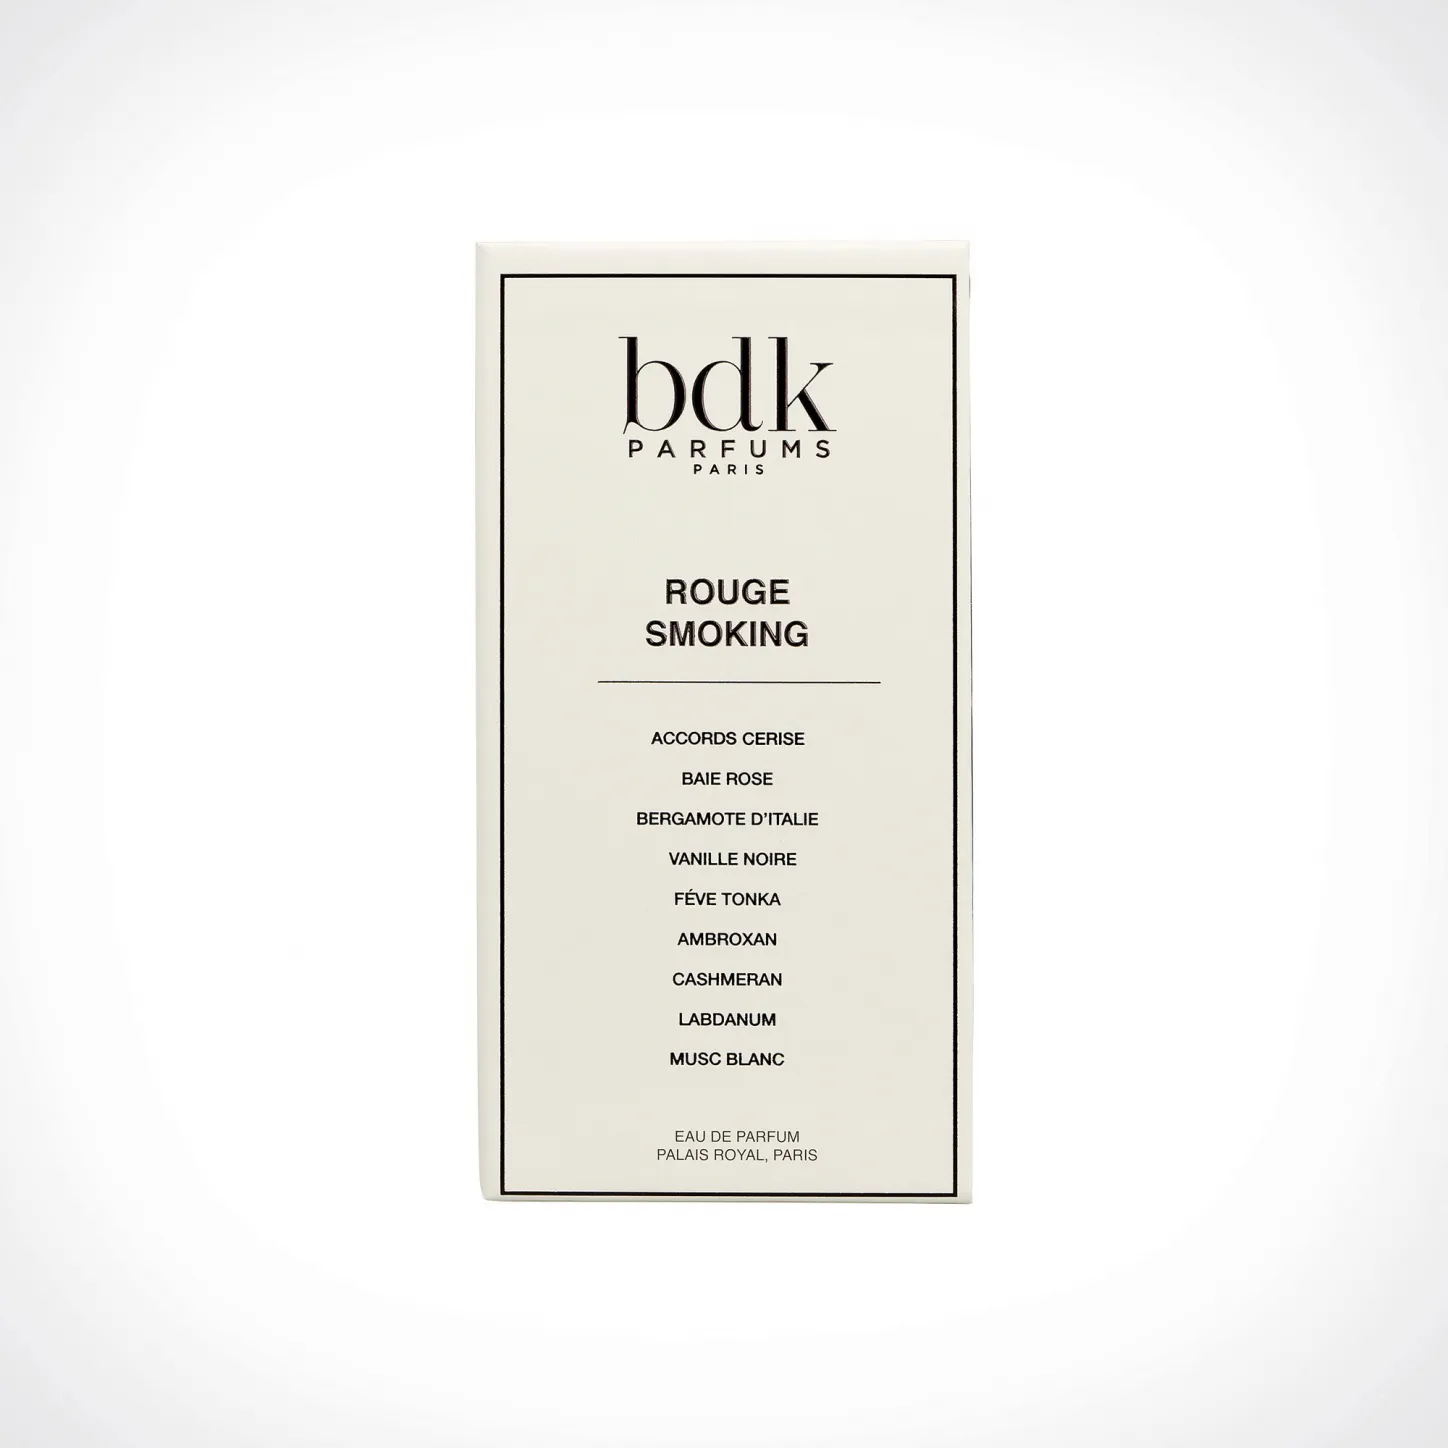 bdk
PARFUMS
PARIS
ROUGE
SMOKING
ACCORDS CERISE
BAIE ROSE
BERGAMOTE D'ITALIE
VANILLE NOIRE
FÉVE TONKA
AMBROXAN
CASHMERAN
LABDANUM
MUSC BLANC
EAU DE PARFUM
PALAIS ROYAL, PARIS